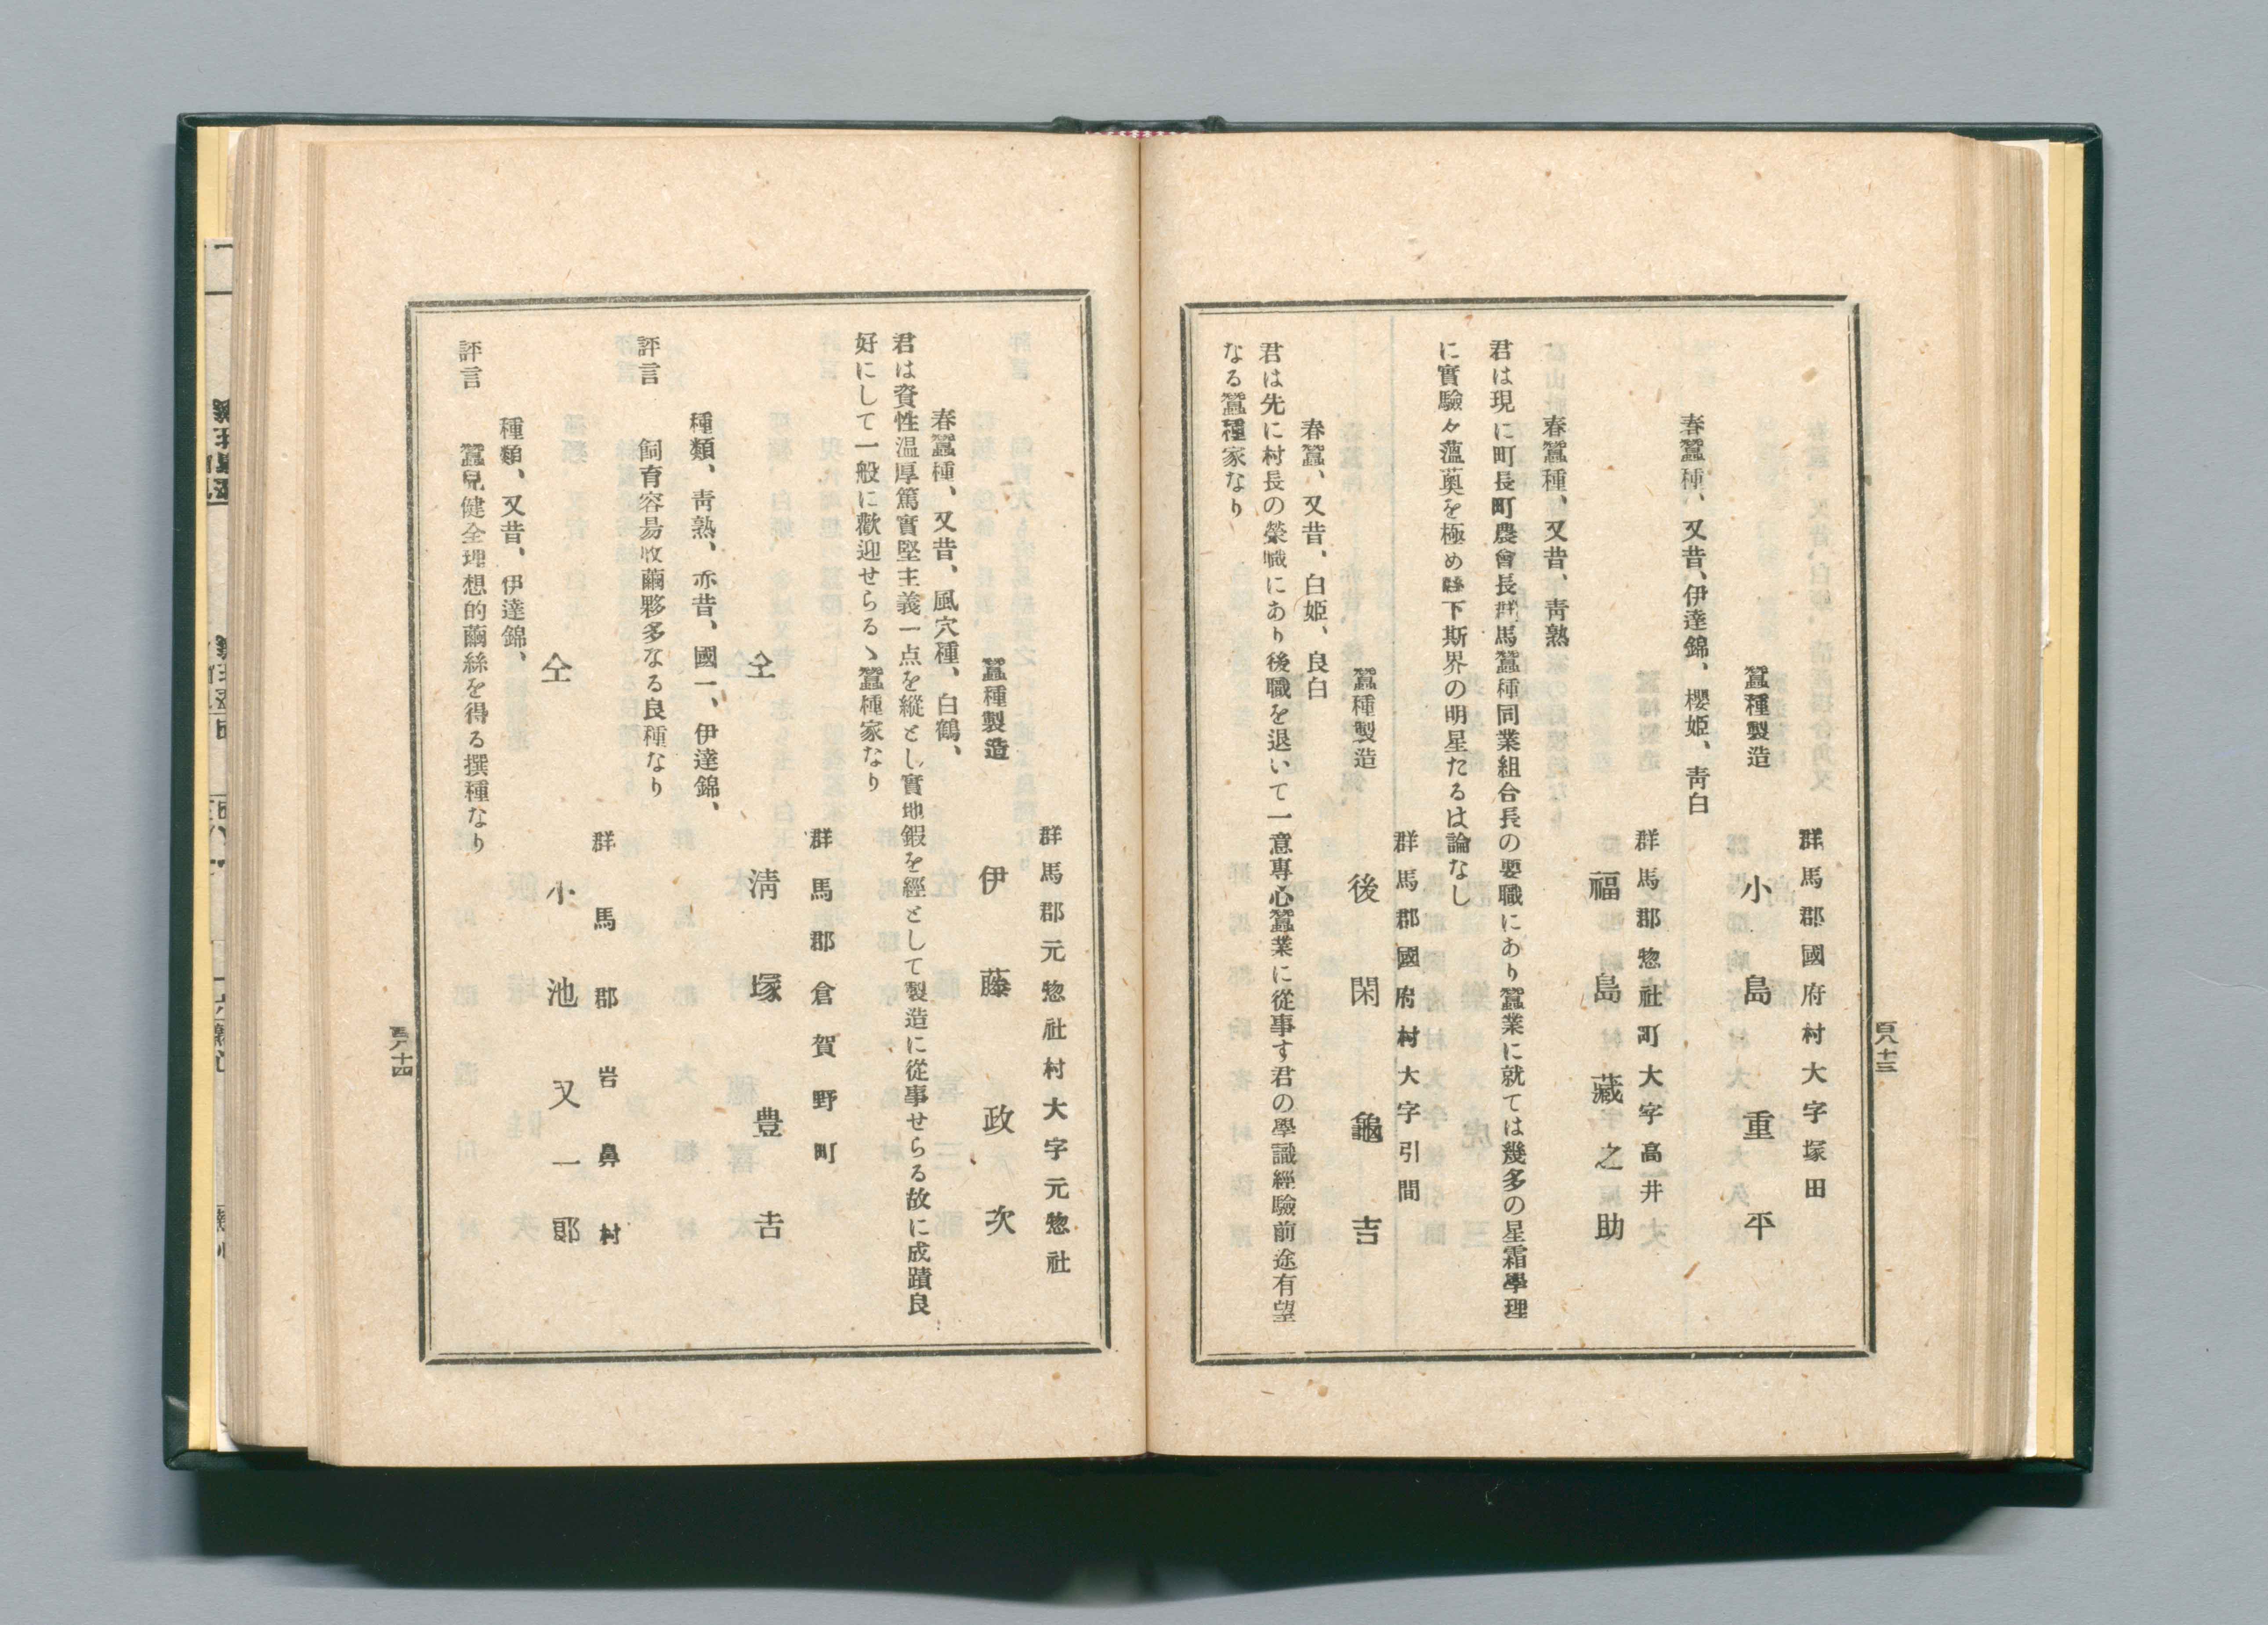 百八十三
群馬郡國府村大字塚田
蠶種製造 小島重平
春蠶種、又昔、伊達錦、櫻姫、靑白
群馬郡惣社町大字高井
福島藏之助
春蠶種、又昔、靑熟
君は現に町長町農會長群馬蠶種同業組合長の要職にあり蠶業に就ては幾多の星霜學理
に實驗々薀薀奥を極め 下斯界の明星たるは論なし
群馬郡國府村大字引間
蠶種製造 後閑龜吉
春蠶、又昔、白姫、良白
君は先に村長の榮職にあり後職を退いて一意専心蠶業に從事す君の學識經驗前途有望
なる蠶種家なり
群馬郡元惣社村大字元惣社
蠶種製造 伊藤政次
春蠶種、又昔、風穴種、白鶴、
君は資性温厚篤實堅主義一点を縱とし實地鍜を經として製造に從事せらる故に成蹟良
好にして一般に歡迎せらるゝ蠶種家なり
群馬郡倉賀野町
仝 淸塚豊吉
種類、靑熟、亦昔、國一、伊達錦、
評言 飼育容易收繭夥多なる良種なり
群馬郡岩鼻村
仝 小池又一郎
種類、又昔、伊達錦、
評言 蠶兒健全理想的繭絲を得る撰種なり
百八十四